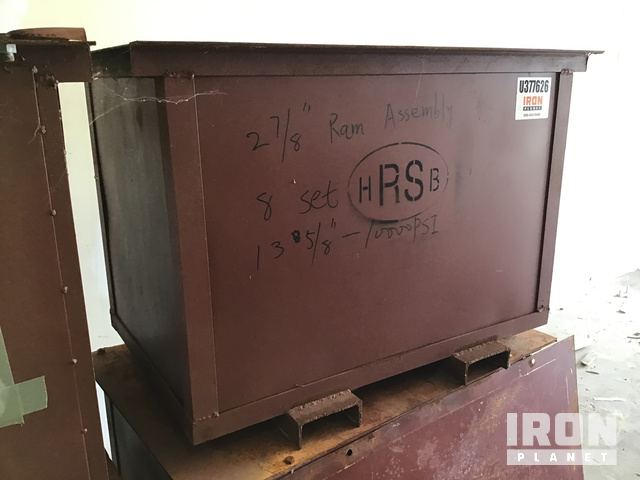 U377626
IRON
PLANET
2 7/8" Ram Assembly
8 set
HRSB
13 5/8" - 10000PSI
IRON
PLANET